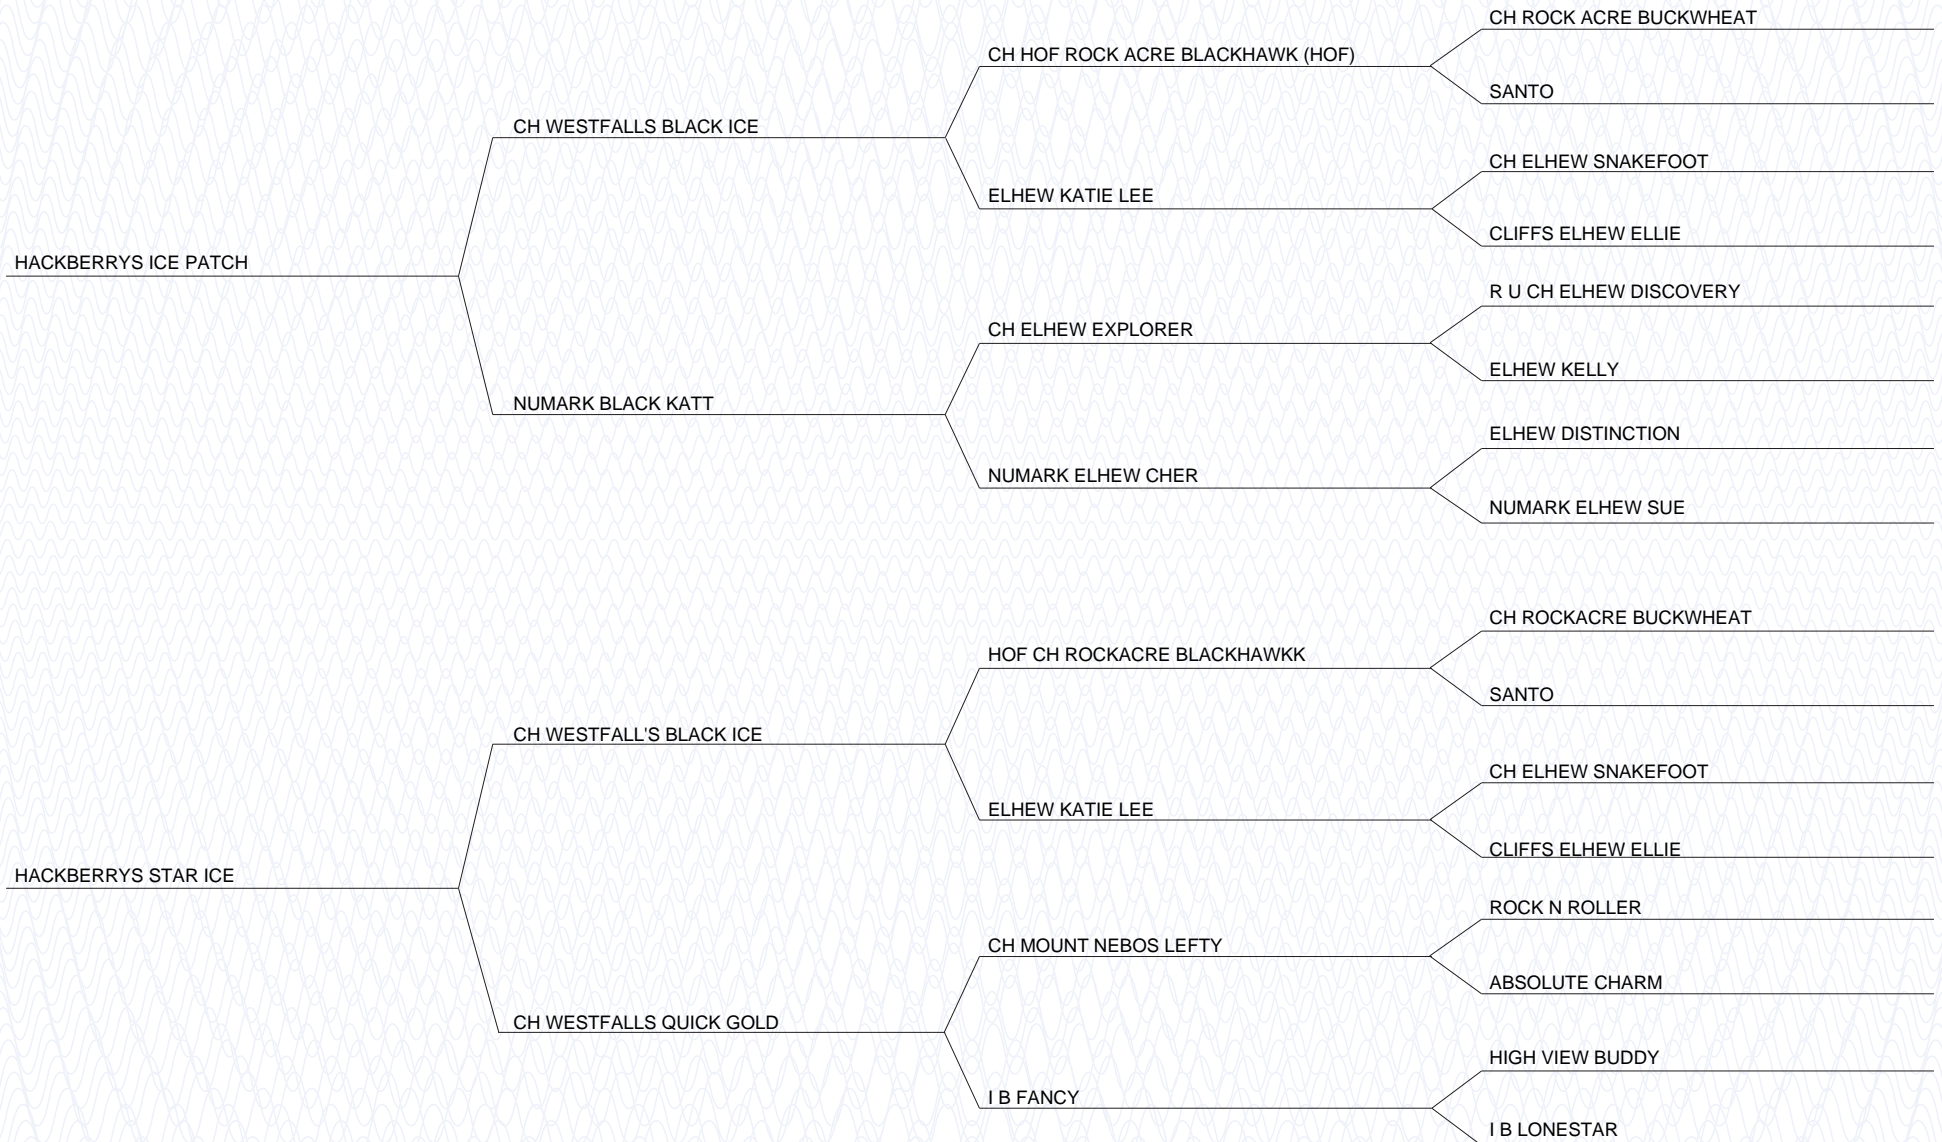 CH ROCK ACRE BUCKWHEAT
CH HOF ROCK ACRE BLACKHAWK (HOF)
SANTO
CH WESTFALLS BLACK ICE
CH ELHEW SNAKEFOOT
ELHEW KATIE LEE
CLIFFS ELHEW ELLIE
HACKBERRYS ICE PATCH
R U CH ELHEW DISCOVERY
CH ELHEW EXPLORER
ELHEW KELLY
NUMARK BLACK KATT
ELHEW DISTINCTION
NUMARK ELHEW CHER
NUMARK ELHEW SUE
CH ROCKACRE BUCKWHEAT
HOF CH ROCKACRE BLACKHAWKK
SANTO
CH WESTFALL'S BLACK ICE
CH ELHEW SNAKEFOOT
ELHEW KATIE LEE
CLIFFS ELHEW ELLIE
HACKBERRYS STAR ICE
ROCK N ROLLER
CH MOUNT NEBOS LEFTY
ABSOLUTE CHARM
CH WESTFALLS QUICK GOLD
HIGH VIEW BUDDY
I B FANCY
I B LONESTAR